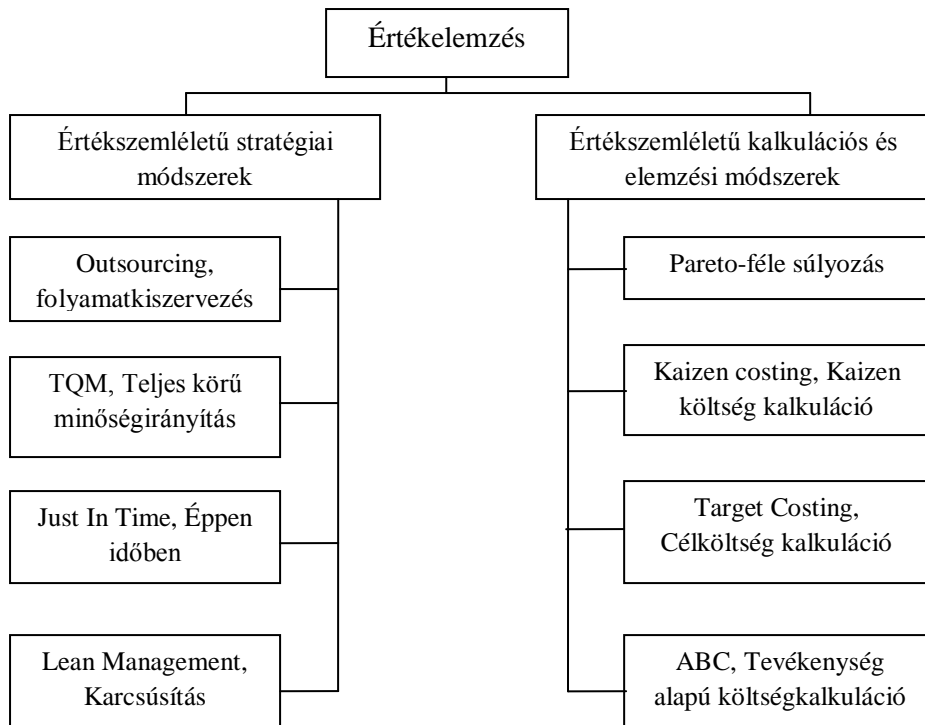 Értékelemzés
Értékszemléletű stratégiai
módszerek
Outsourcing,
folyamatkiszervezés
TQM, Teljes körű
minőségirányítás
Just In Time, Éppen
időben
Lean Management,
Karcsúsítás
Értékszemléletű kalkulációs és
elemzési módszerek
Pareto-féle súlyozás
Kaizen costing, Kaizen
költség kalkuláció
Target Costing,
Célköltség kalkuláció
ABC, Tevékenység
alapú költségkalkuláció